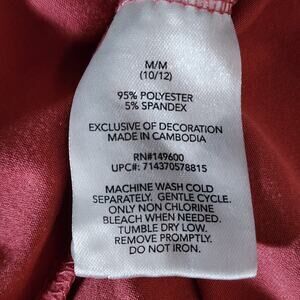 M/M
(10/12)
95% POLYESTER
5% SPANDEX
EXCLUSIVE OF DECORATION
MADE IN CAMBODIA
RN#149600
UPC#: 714370578815
MACHINE WASH COLD
SEPARATELY. GENTLE CYCLE.
ONLY NON CHLORINE
BLEACH WHEN NEEDED.
TUMBLE DRY LOW.
REMOVE PROMPTLY.
DO NOT IRON.